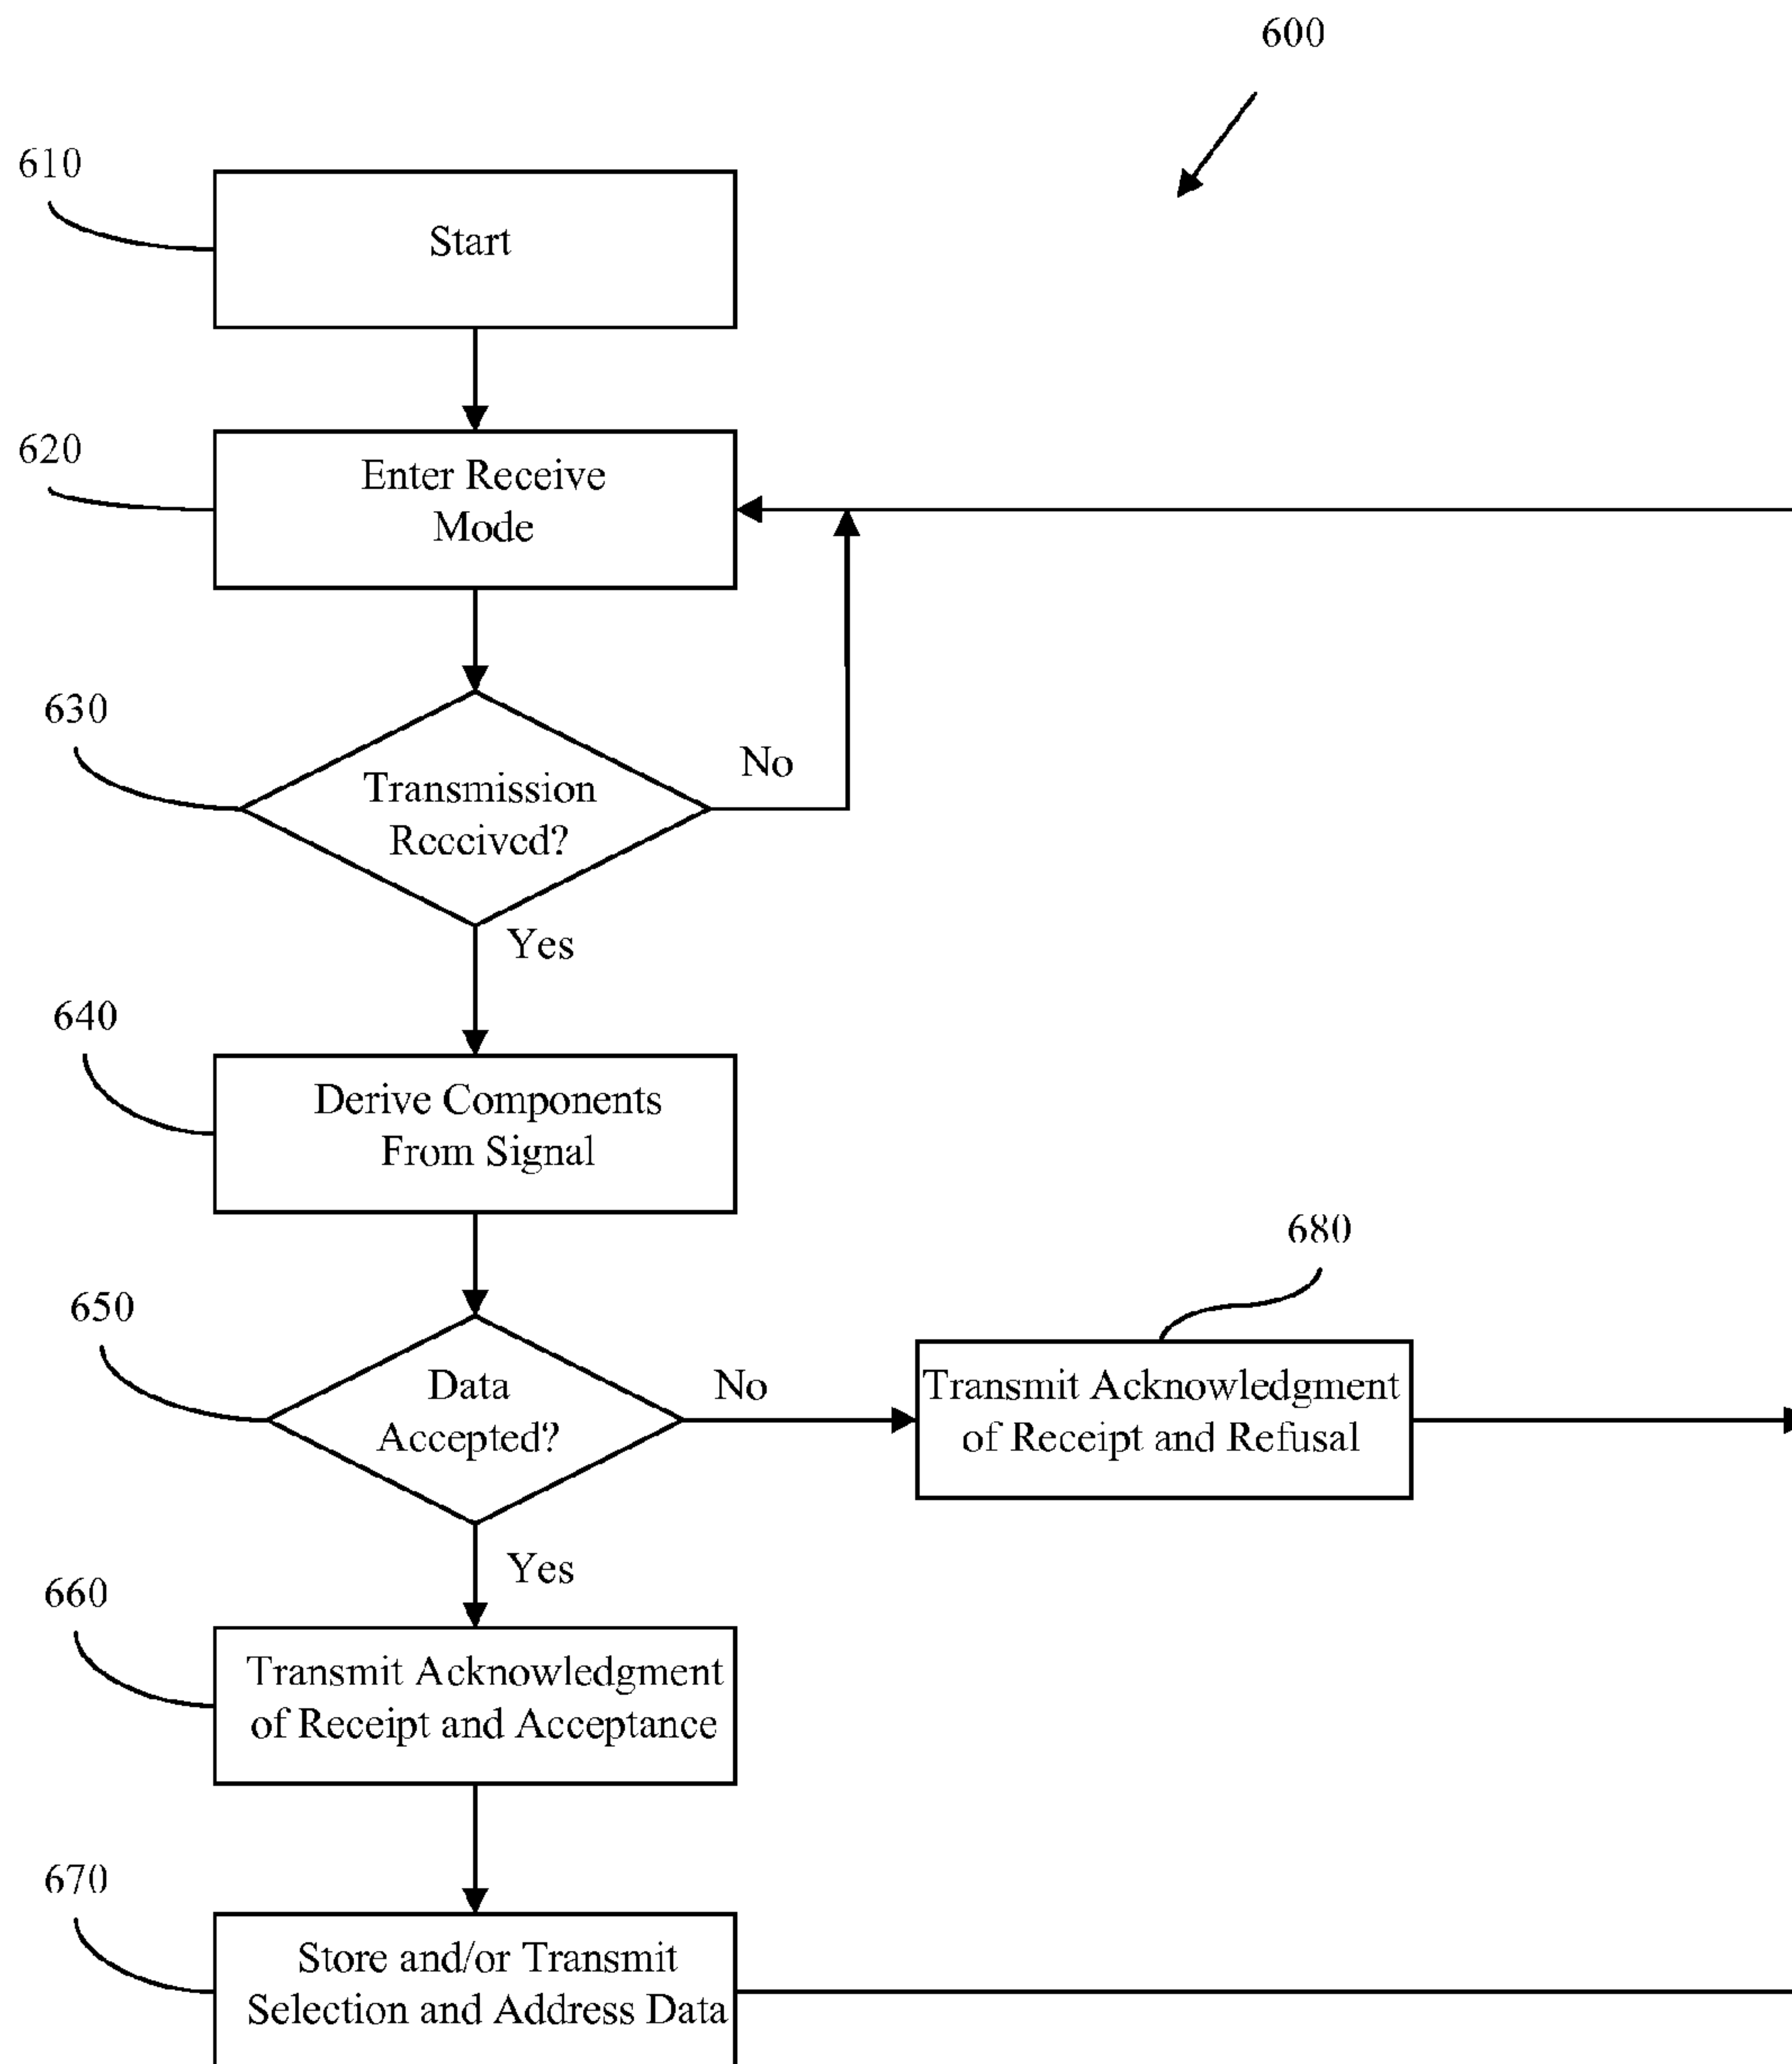 600
610
Start
620
Enter Receive
Mode
630
Transmission
Received?
No
Yes
640
Derive Components
From Signal
680
650
Data
Accepted?
No
Transmit Acknowledgment
of Receipt and Refusal
Yes
660
Transmit Acknowledgment
of Receipt and Acceptance
670
Store and/or Transmit
Selection and Address Data